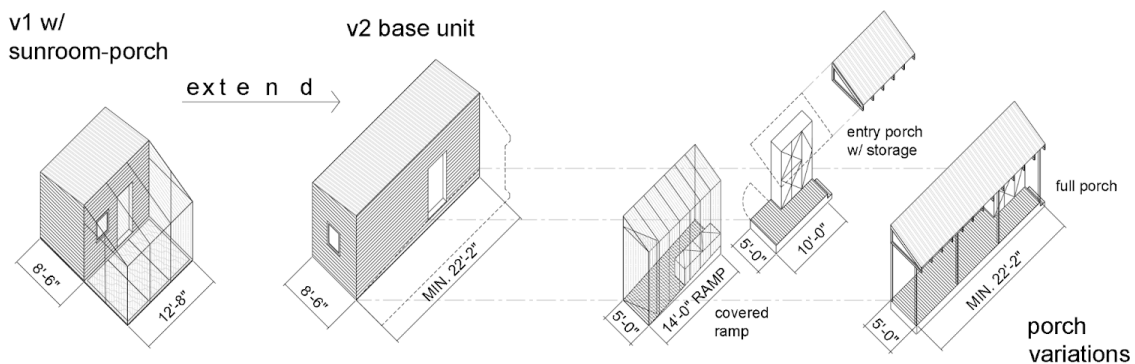 v1 w/
sunroom-porch
ext e n d
v2 base unit
8'-6"
12'-8"
8'-6"
MIN. 22'-2"
5'-0"
14'-0" RAMP
covered
ramp
entry porch
w/ storage
5'-0"
10'-0"
full porch
5'-0"
MIN. 22'-2"
porch
variations